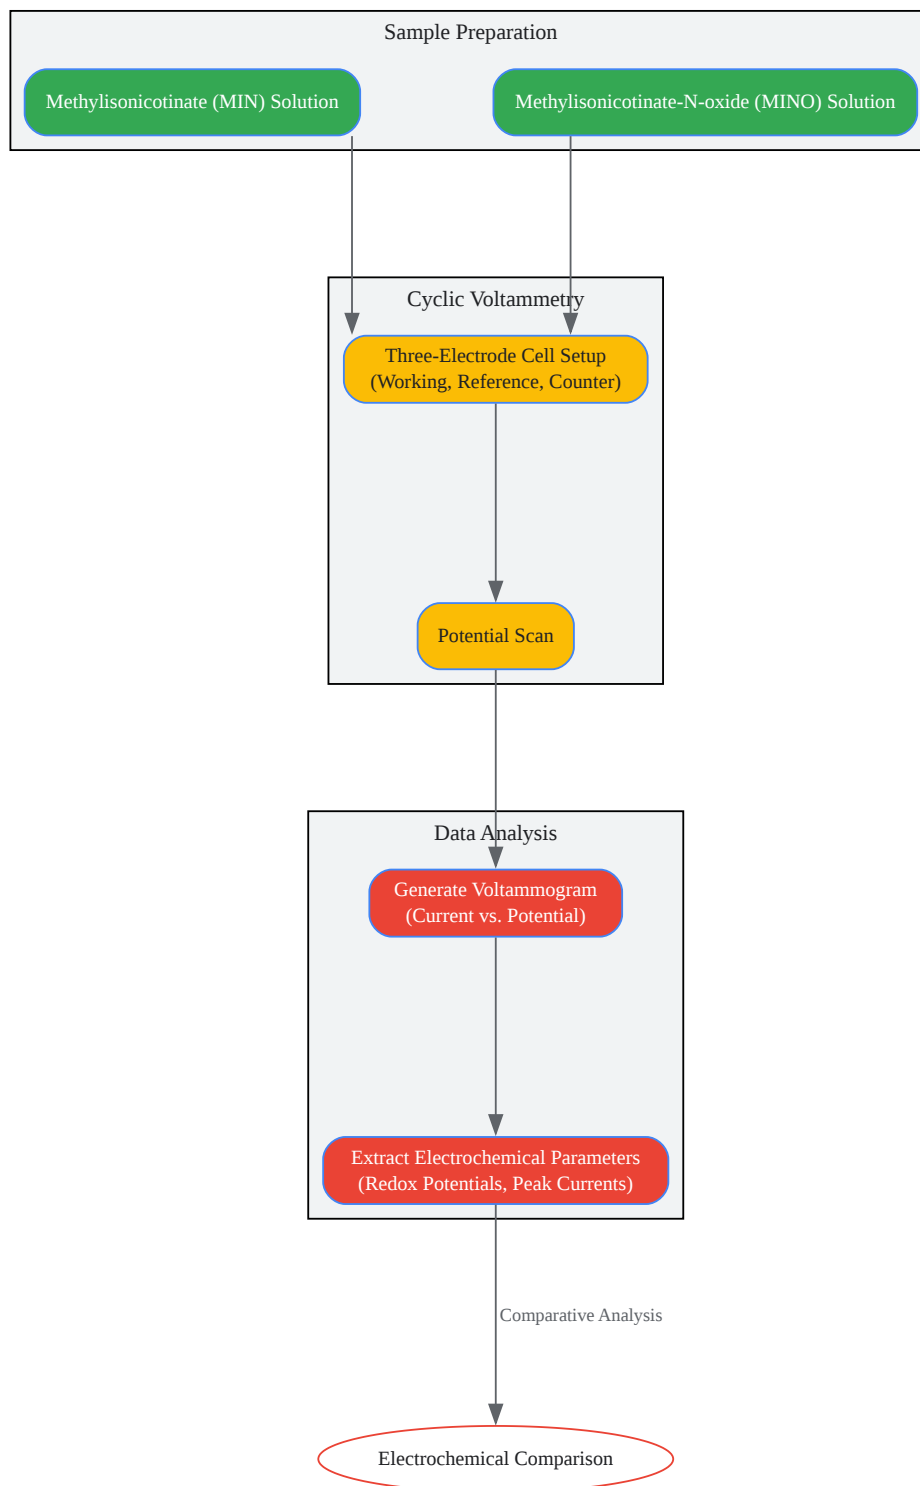 Sample Preparation
Methylisonicotinate (MIN) Solution
Methylisonicotinate-N-oxide (MINO) Solution
Cyclic Voltammetry
Three-Electrode Cell Setup
(Working, Reference, Counter)
Potential Scan
Data Analysis
Generate Voltammogram
(Current vs. Potential)
Extract Electrochemical Parameters
(Redox Potentials, Peak Currents)
Comparative Analysis
Electrochemical Comparison